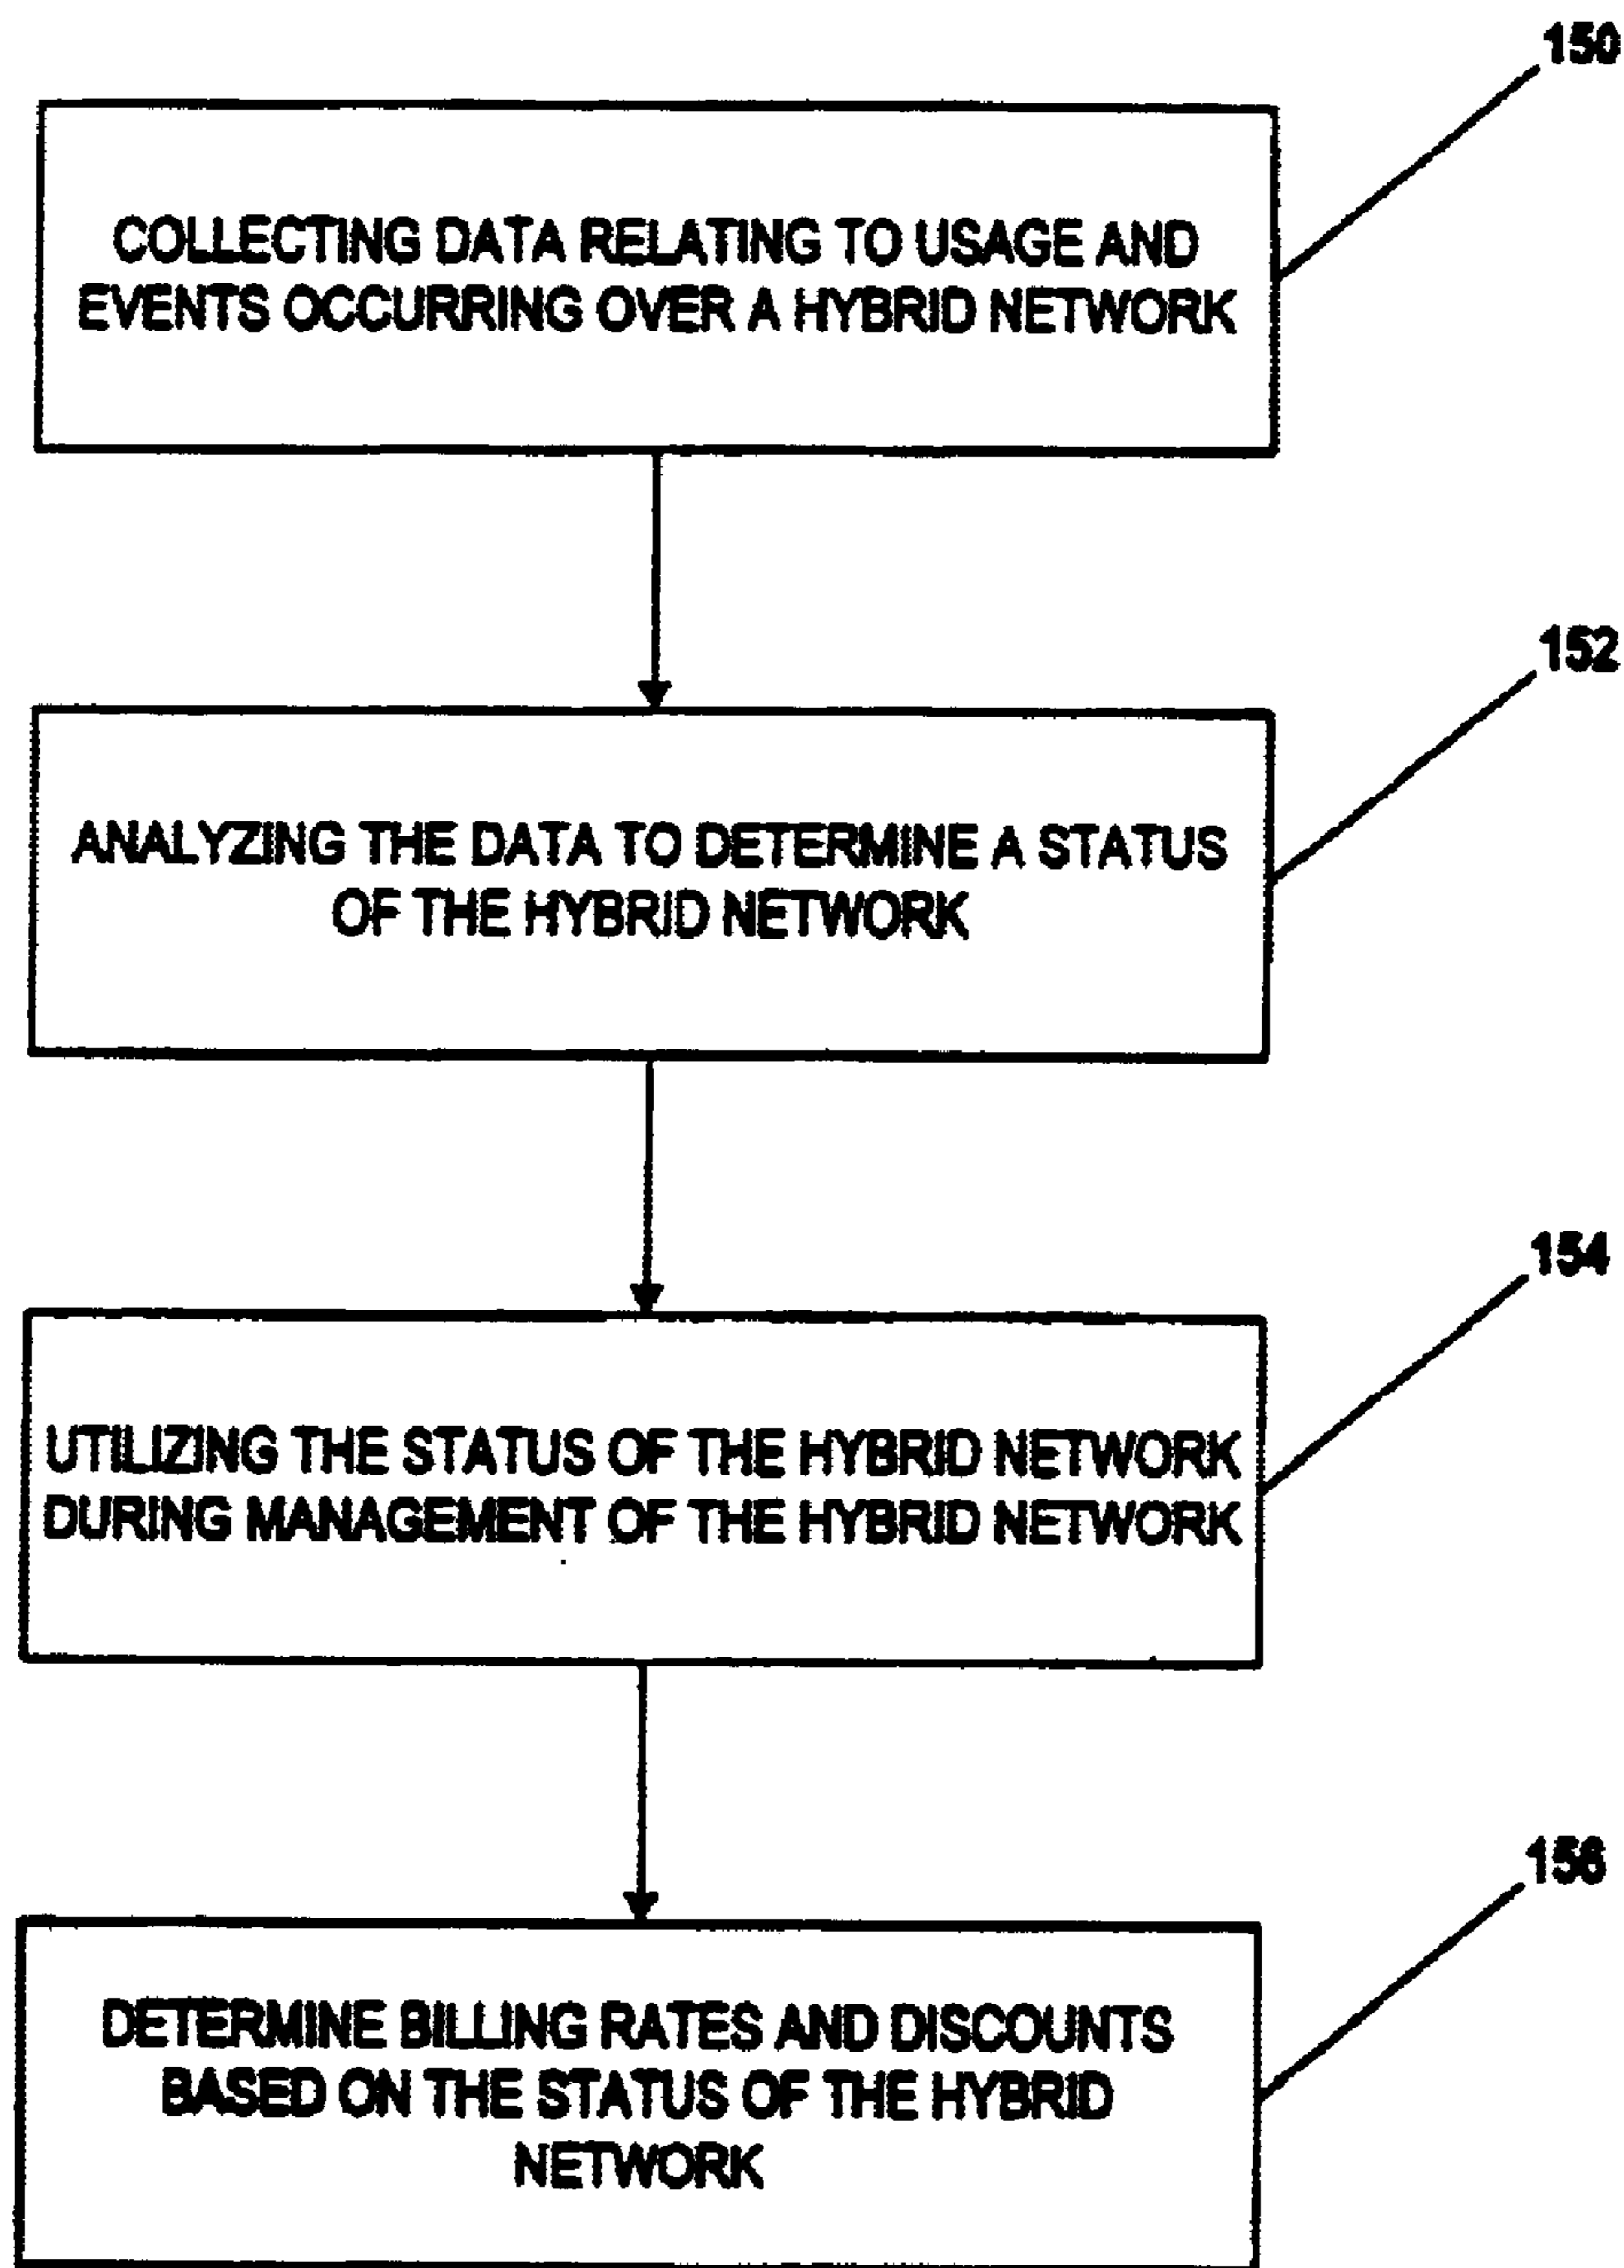 150
COLLECTING DATA RELATING TO USAGE AND
EVENTS OCCURRING OVER A HYBRID NETWORK
152
ANALYZING THE DATA TO DETERMINE A STATUS
OF THE HYBRID NETWORK
154
UTILIZING THE STATUS OF THE HYBRID NETWORK
DURING MANAGEMENT OF THE HYBRID NETWORK
156
DETERMINE BILLING RATES AND DISCOUNTS
BASED ON THE STATUS OF THE HYBRID
NETWORK